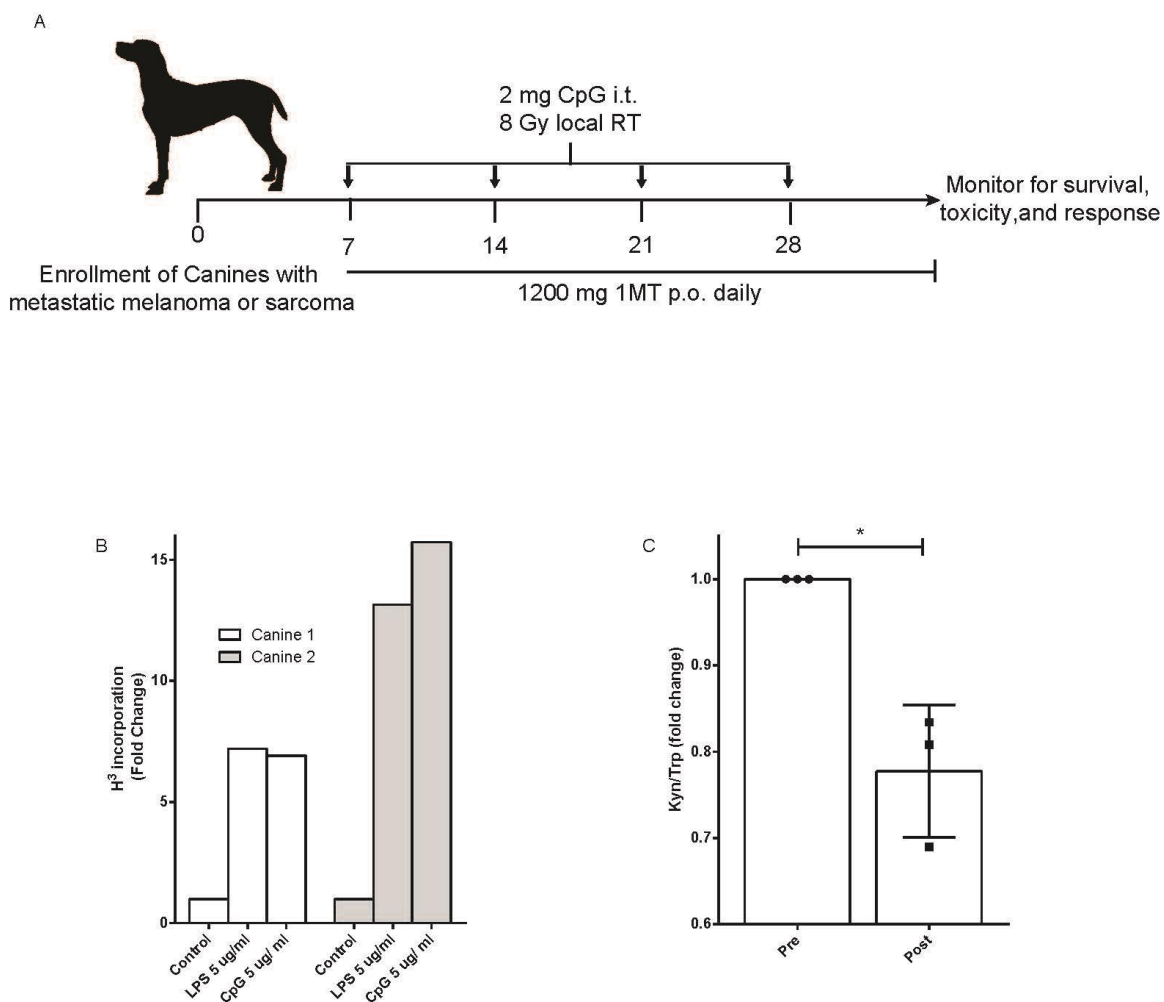 A
2 mg CpG i.t.
8 Gy local RT
Monitor for survival,
toxicity,and response
0
7
14
21
28
Enrollment of Canines with
metastatic melanoma or sarcoma
1200 mg 1MT p.o. daily
B
H³ incorporation
(Fold Change)
15
10
5
0
Canine 1
Canine 2
Control
LPS 5 ug/ml
CpG 5 ug/ ml
Control
LPS 5 ug/ml
CpG 5 ug/ ml
C
*
Kyn/Trp (fold change)
1.0
0.9
0.8
0.7
0.6
Pre
Post